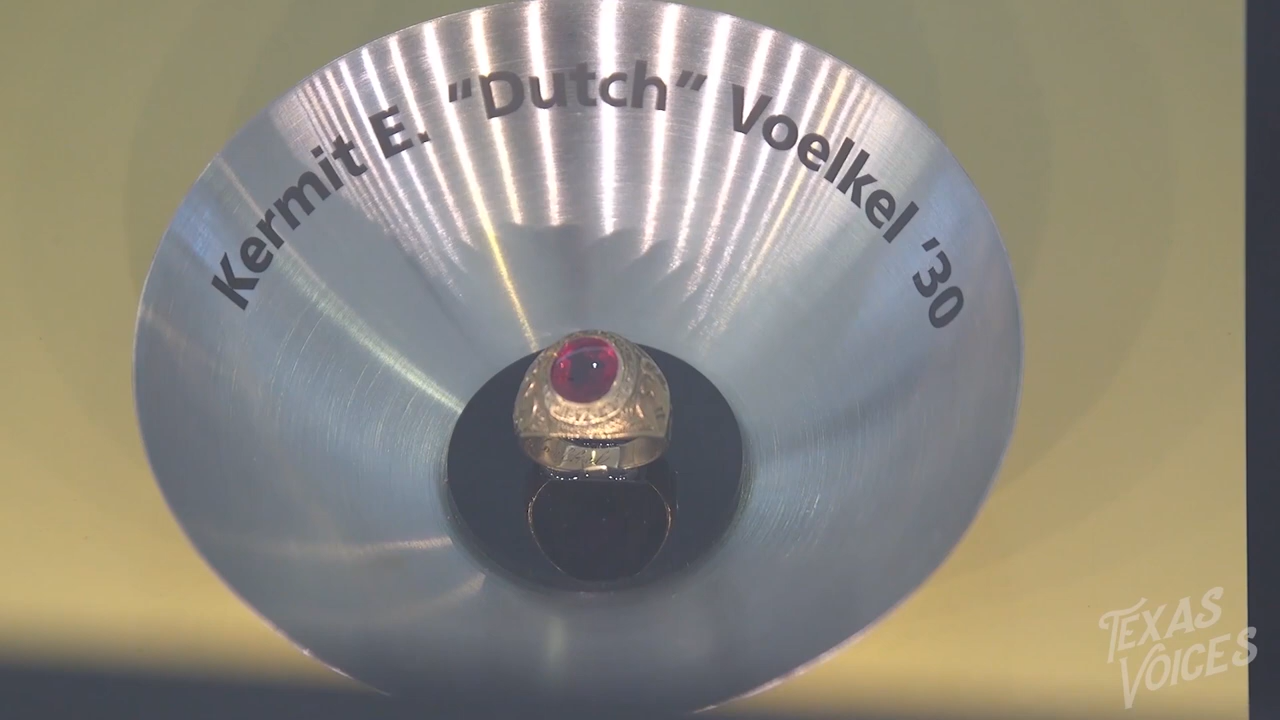 Kermit E. “Dutch” Voelkel ’30
TEXAS
VOICES